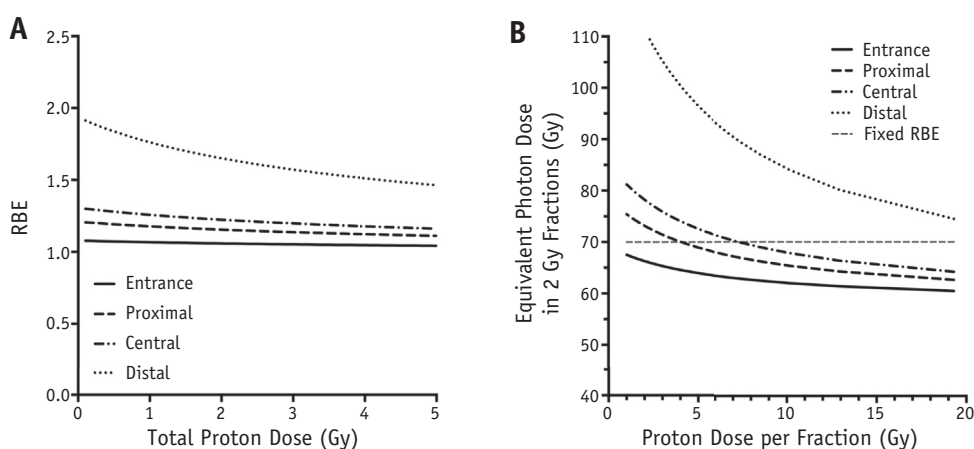 A
RBE
2.5
2.0
1.5
1.0
0.5
0.0
Entrance
Proximal
Central
Distal
0 1 2 3 4 5
Total Proton Dose (Gy)
B
Equivalent Photon Dose
in 2 Gy Fractions (Gy)
110
100
90
80
70
60
50
40
Entrance
Proximal
Central
Distal
Fixed RBE
0 5 10 15 20
Proton Dose per Fraction (Gy)